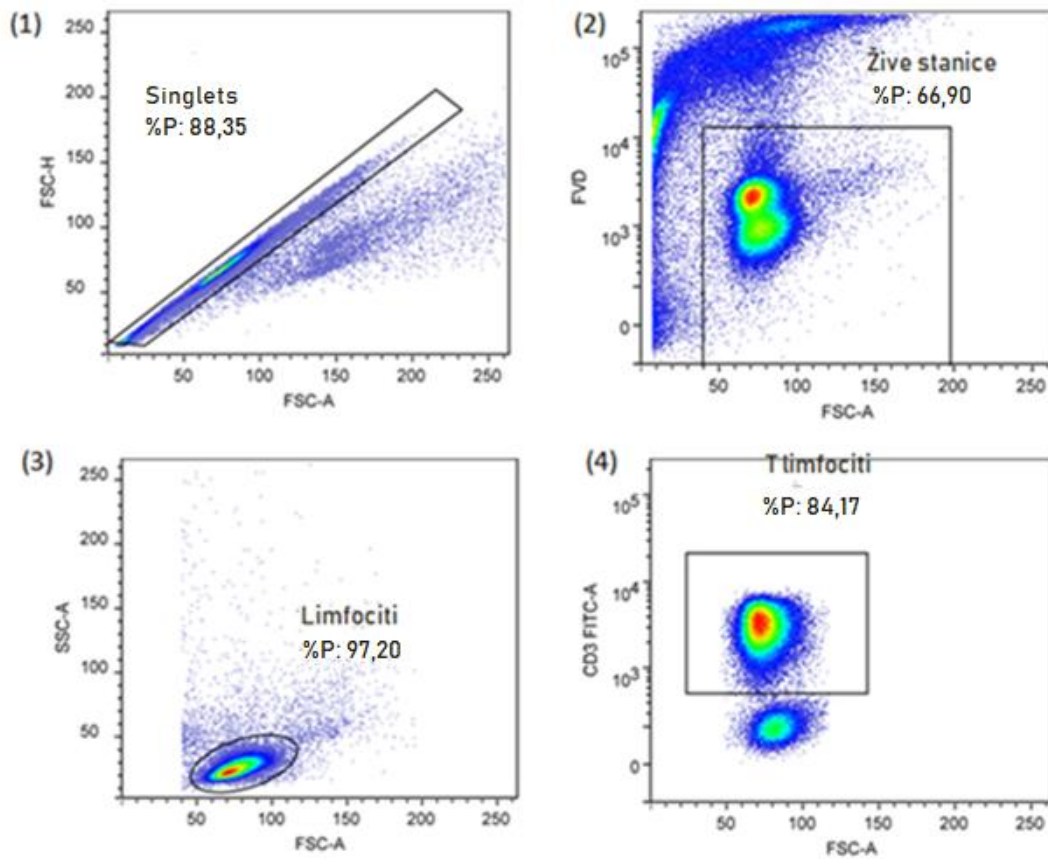 (1)
250
200
150
100
50
FSC-H
Singlets
%P: 88,35
50 100 150 200 250
FSC-A
(2)
10⁵
10⁴
10³
0
FVD
Žive stanice
%P: 66,90
50 100 150 200 250
FSC-A
(3)
250
200
150
100
50
SSC-A
Limfociti
%P: 97,20
50 100 150 200 250
FSC-A
(4)
10⁵
10⁴
10³
0
CD3 FITC-A
T limfociti
%P: 84,17
50 100 150 200 250
FSC-A